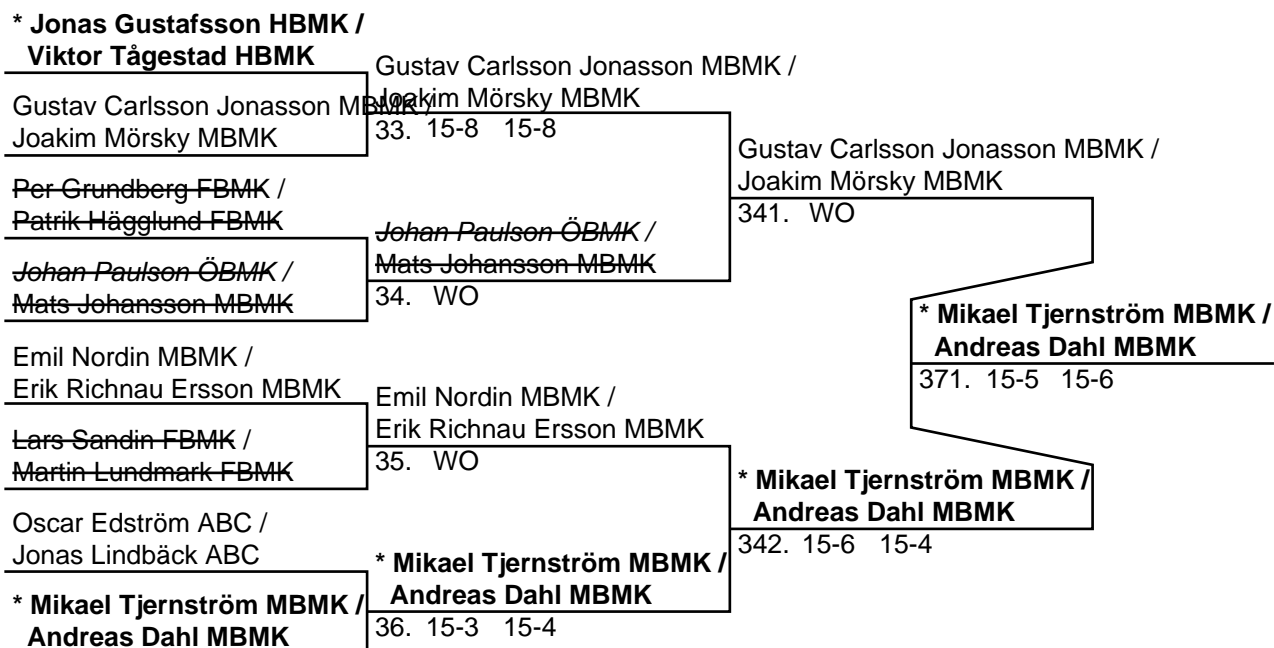 * Jonas Gustafsson HBMK /
Viktor Tågestad HBMK
Gustav Carlsson Jonasson MBMK /
Joakim Mörsky MBMK
Per Grundberg FBMK /
Patrik Hägglund FBMK
Johan Paulson ÖBMK /
Mats Johansson MBMK
Emil Nordin MBMK /
Erik Richnau Ersson MBMK
Lars Sandin FBMK /
Martin Lundmark FBMK
Oscar Edström ABC /
Jonas Lindbäck ABC
* Mikael Tjernström MBMK /
Andreas Dahl MBMK
Gustav Carlsson Jonasson MBMK /
Joakim Mörsky MBMK
33. 15-8 15-8
Johan Paulson ÖBMK /
Mats Johansson MBMK
34. WO
Emil Nordin MBMK /
Erik Richnau Ersson MBMK
35. WO
* Mikael Tjernström MBMK /
Andreas Dahl MBMK
36. 15-3 15-4
Gustav Carlsson Jonasson MBMK /
Joakim Mörsky MBMK
341. WO
* Mikael Tjernström MBMK /
Andreas Dahl MBMK
342. 15-6 15-4
* Mikael Tjernström MBMK /
Andreas Dahl MBMK
371. 15-5 15-6